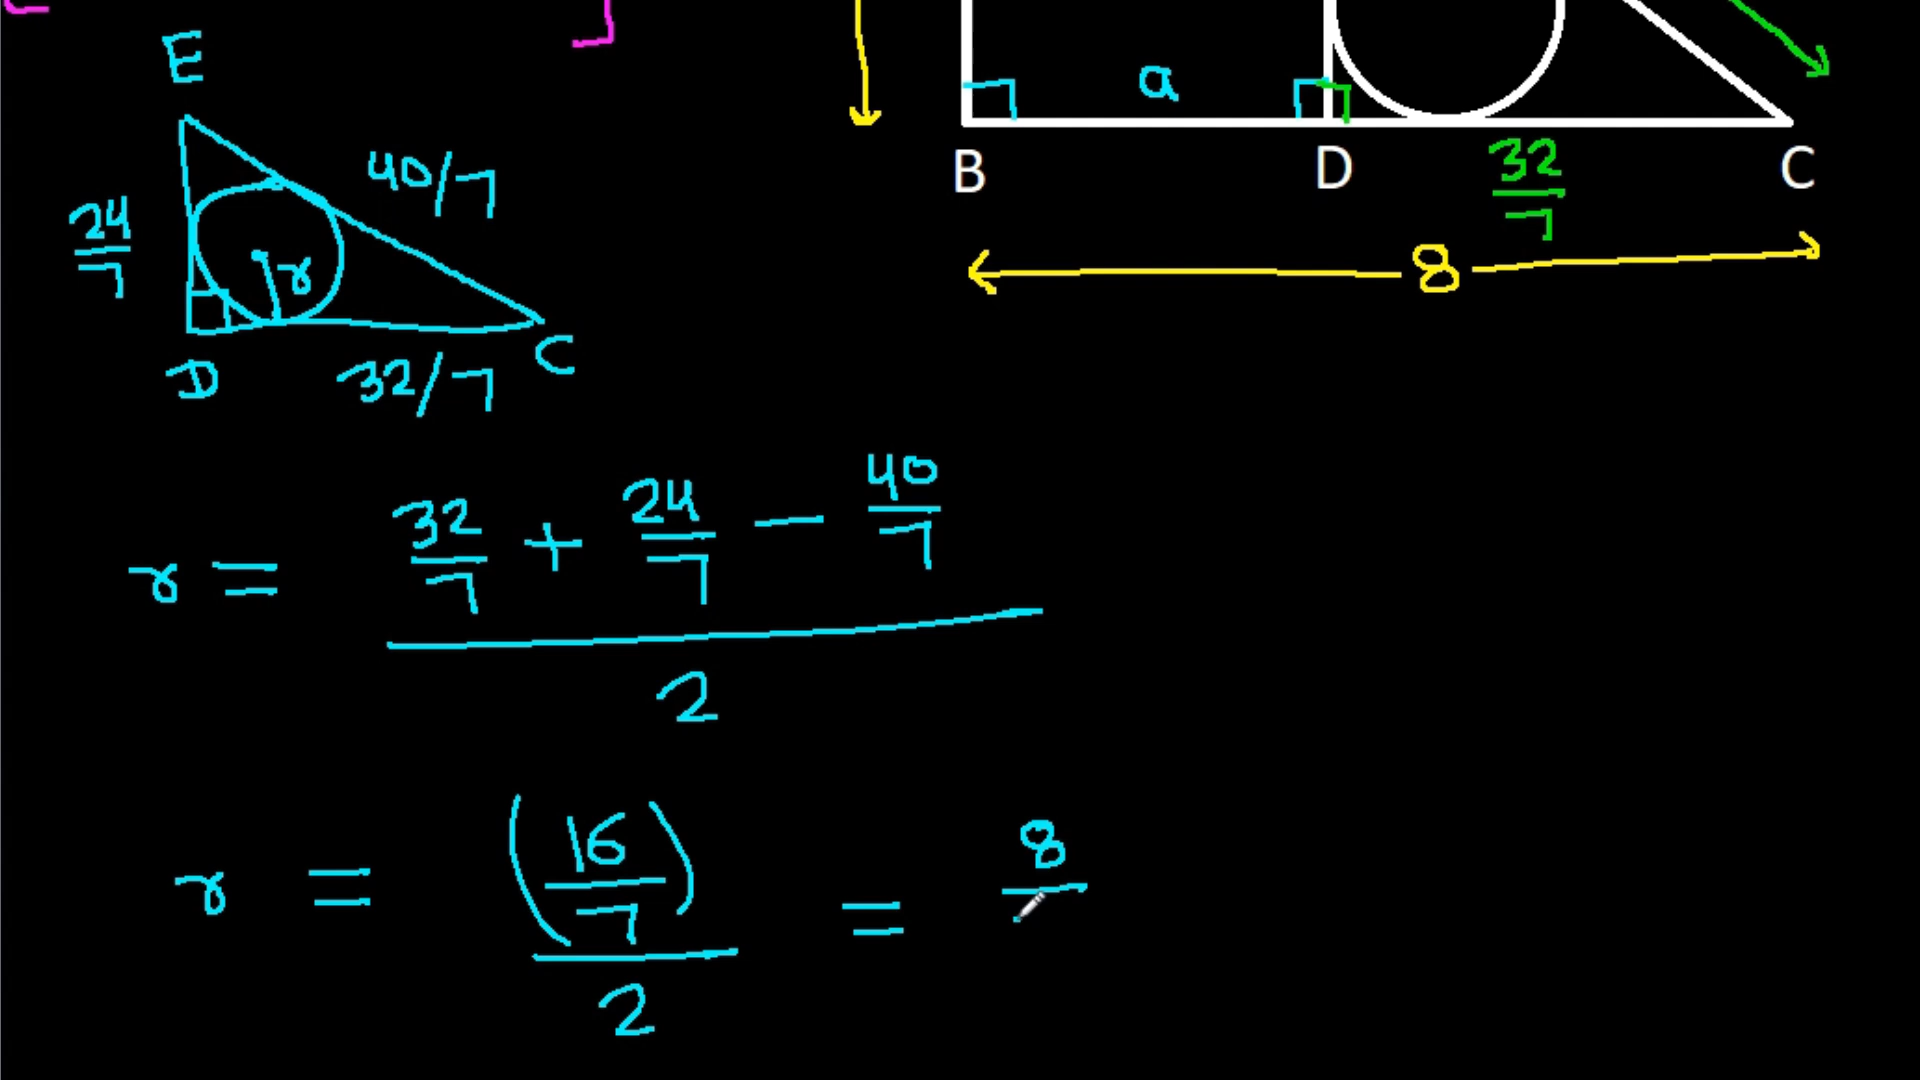 E
a
B D C
32/7
8
24/7
40/7
r
D 32/7 C
r = (32/7 + 24/7 - 40/7) / 2
r = (16/7) / 2 = 8/